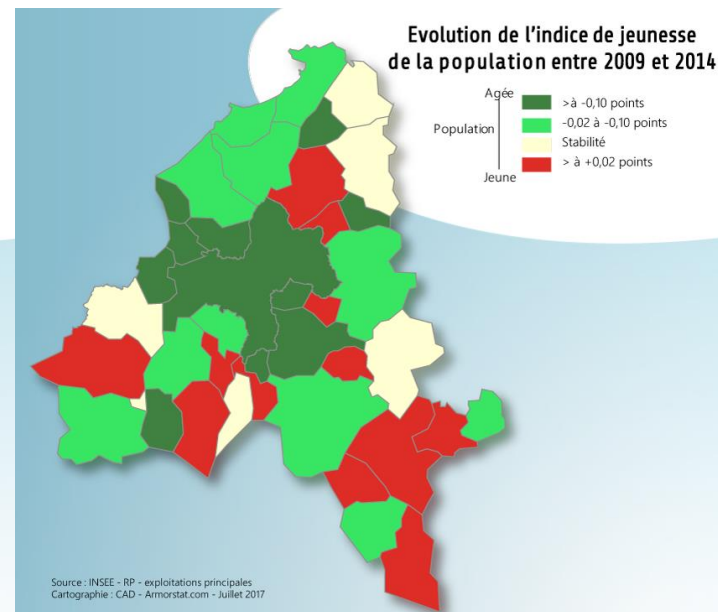 Evolution de l'indice de jeunesse
de la population entre 2009 et 2014
Agée
Population
Jeune
>à -0,10 points
-0,02 à -0,10 points
Stabilité
> à +0,02 points
Source : INSEE - RP - exploitations principales
Cartographie : CAD - Armorstat.com - Juillet 2017